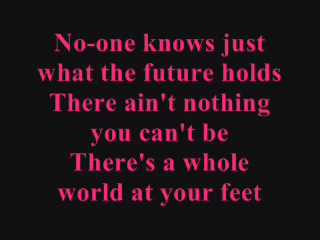 No-one knows just
what the future holds
There ain't nothing
you can't be
There's a whole
world at your feet